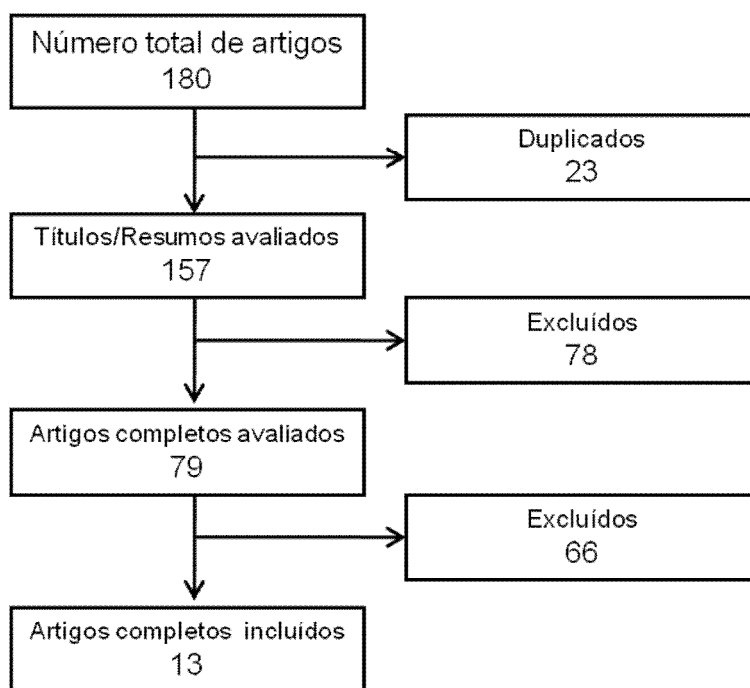 Número total de artigos
180
Duplicados
23
Títulos/Resumos avaliados
157
Excluídos
78
Artigos completos avaliados
79
Excluídos
66
Artigos completos incluídos
13